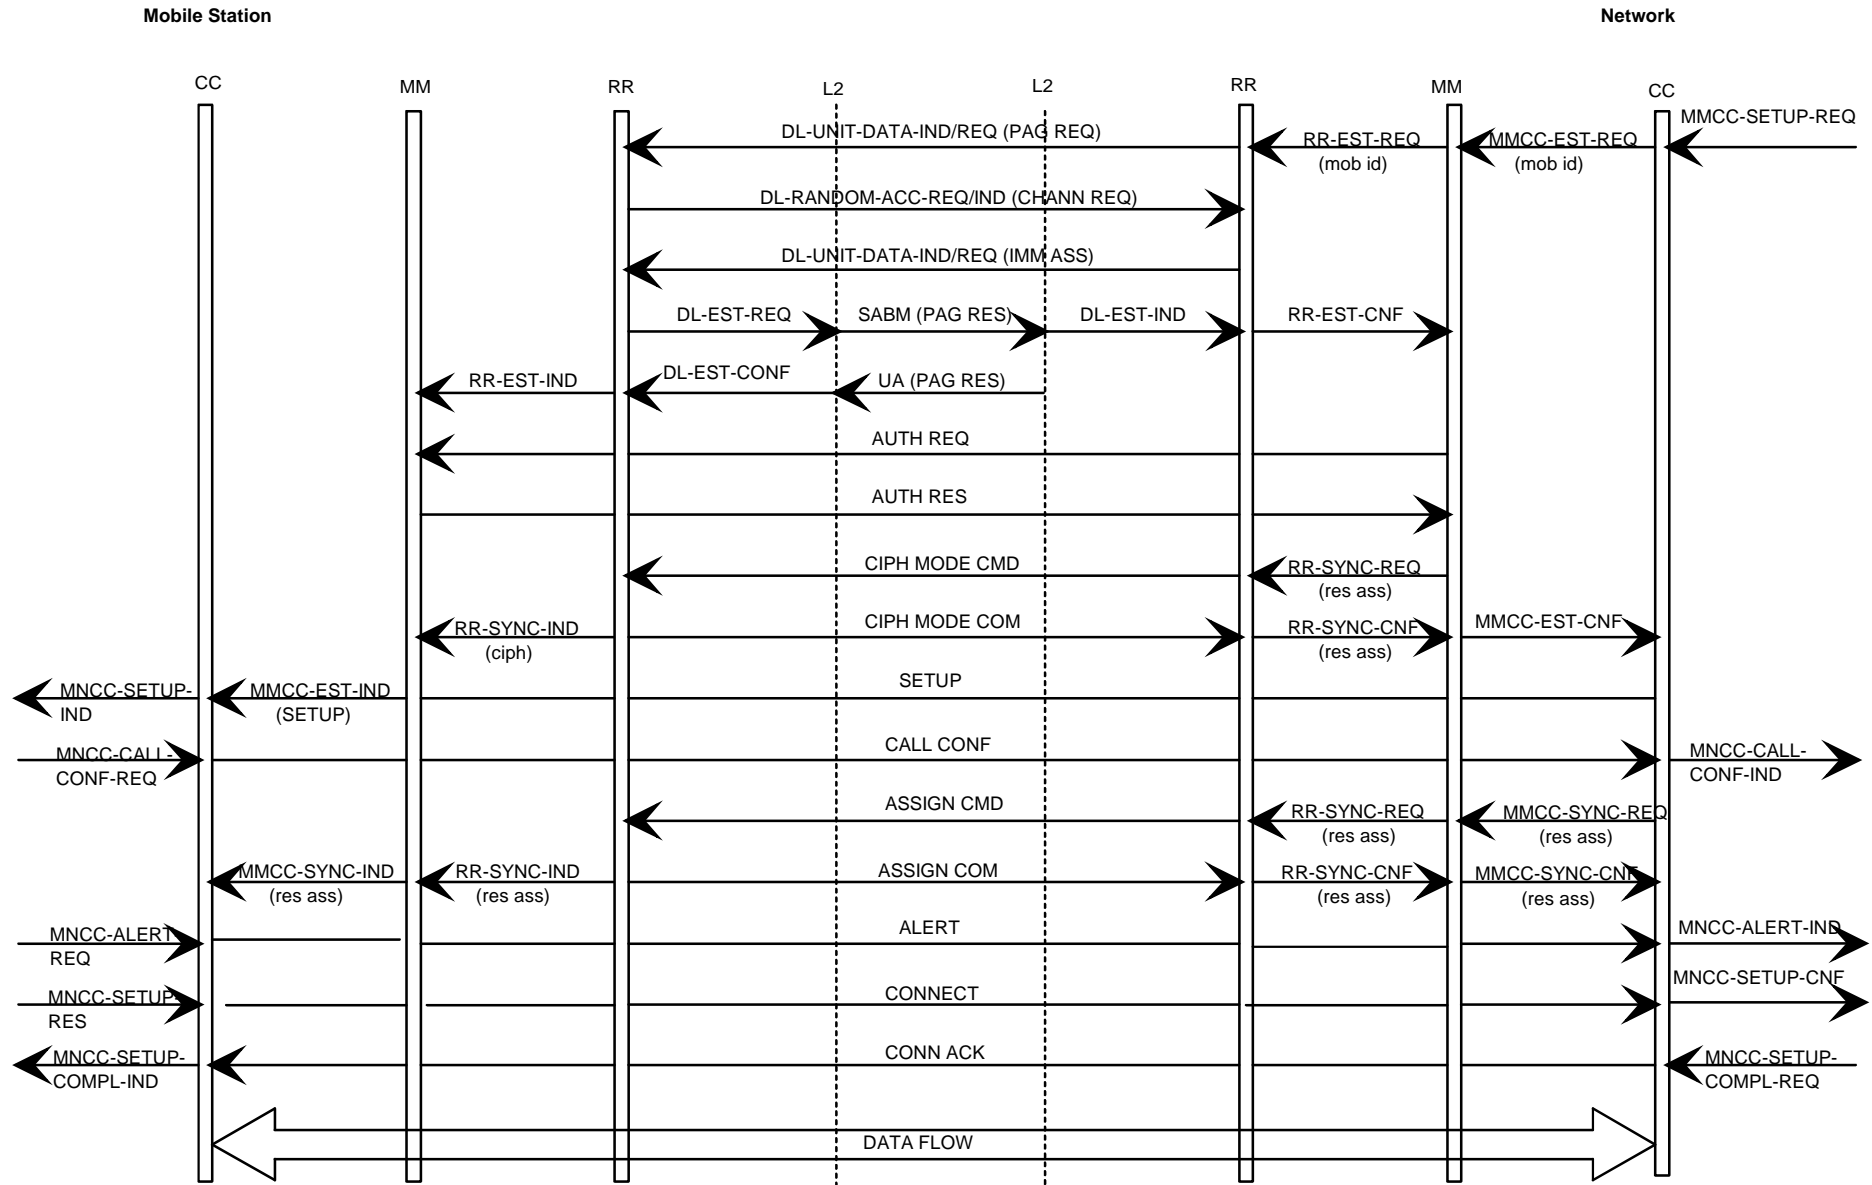 Mobile Station
Network
CC
MM
RR
L2
L2
RR
MM
CC
MMCC-SETUP-REQ
DL-UNIT-DATA-IND/REQ (PAG REQ)
RR-EST-REQ
(mob id)
MMCC-EST-REQ
(mob id)
DL-RANDOM-ACC-REQ/IND (CHANN REQ)
DL-UNIT-DATA-IND/REQ (IMM ASS)
DL-EST-REQ
SABM (PAG RES)
DL-EST-IND
RR-EST-CNF
RR-EST-IND
DL-EST-CONF
UA (PAG RES)
AUTH REQ
AUTH RES
CIPH MODE CMD
RR-SYNC-REQ
(res ass)
RR-SYNC-IND
(ciph)
CIPH MODE COM
RR-SYNC-CNF
(res ass)
MMCC-EST-CNF
MNCC-SETUP-
IND
MMCC-EST-IND
(SETUP)
SETUP
MNCC-CALL-
CONF-REQ
CALL CONF
MNCC-CALL-
CONF-IND
ASSIGN CMD
RR-SYNC-REQ
(res ass)
MMCC-SYNC-REQ
(res ass)
MMCC-SYNC-IND
(res ass)
RR-SYNC-IND
(res ass)
ASSIGN COM
RR-SYNC-CNF
(res ass)
MMCC-SYNC-CNF
(res ass)
MNCC-ALERT-
REQ
ALERT
MNCC-ALERT-IND
MNCC-SETUP-
RES
CONNECT
MNCC-SETUP-CNF
MNCC-SETUP-
COMPL-IND
CONN ACK
MNCC-SETUP-
COMPL-REQ
DATA FLOW